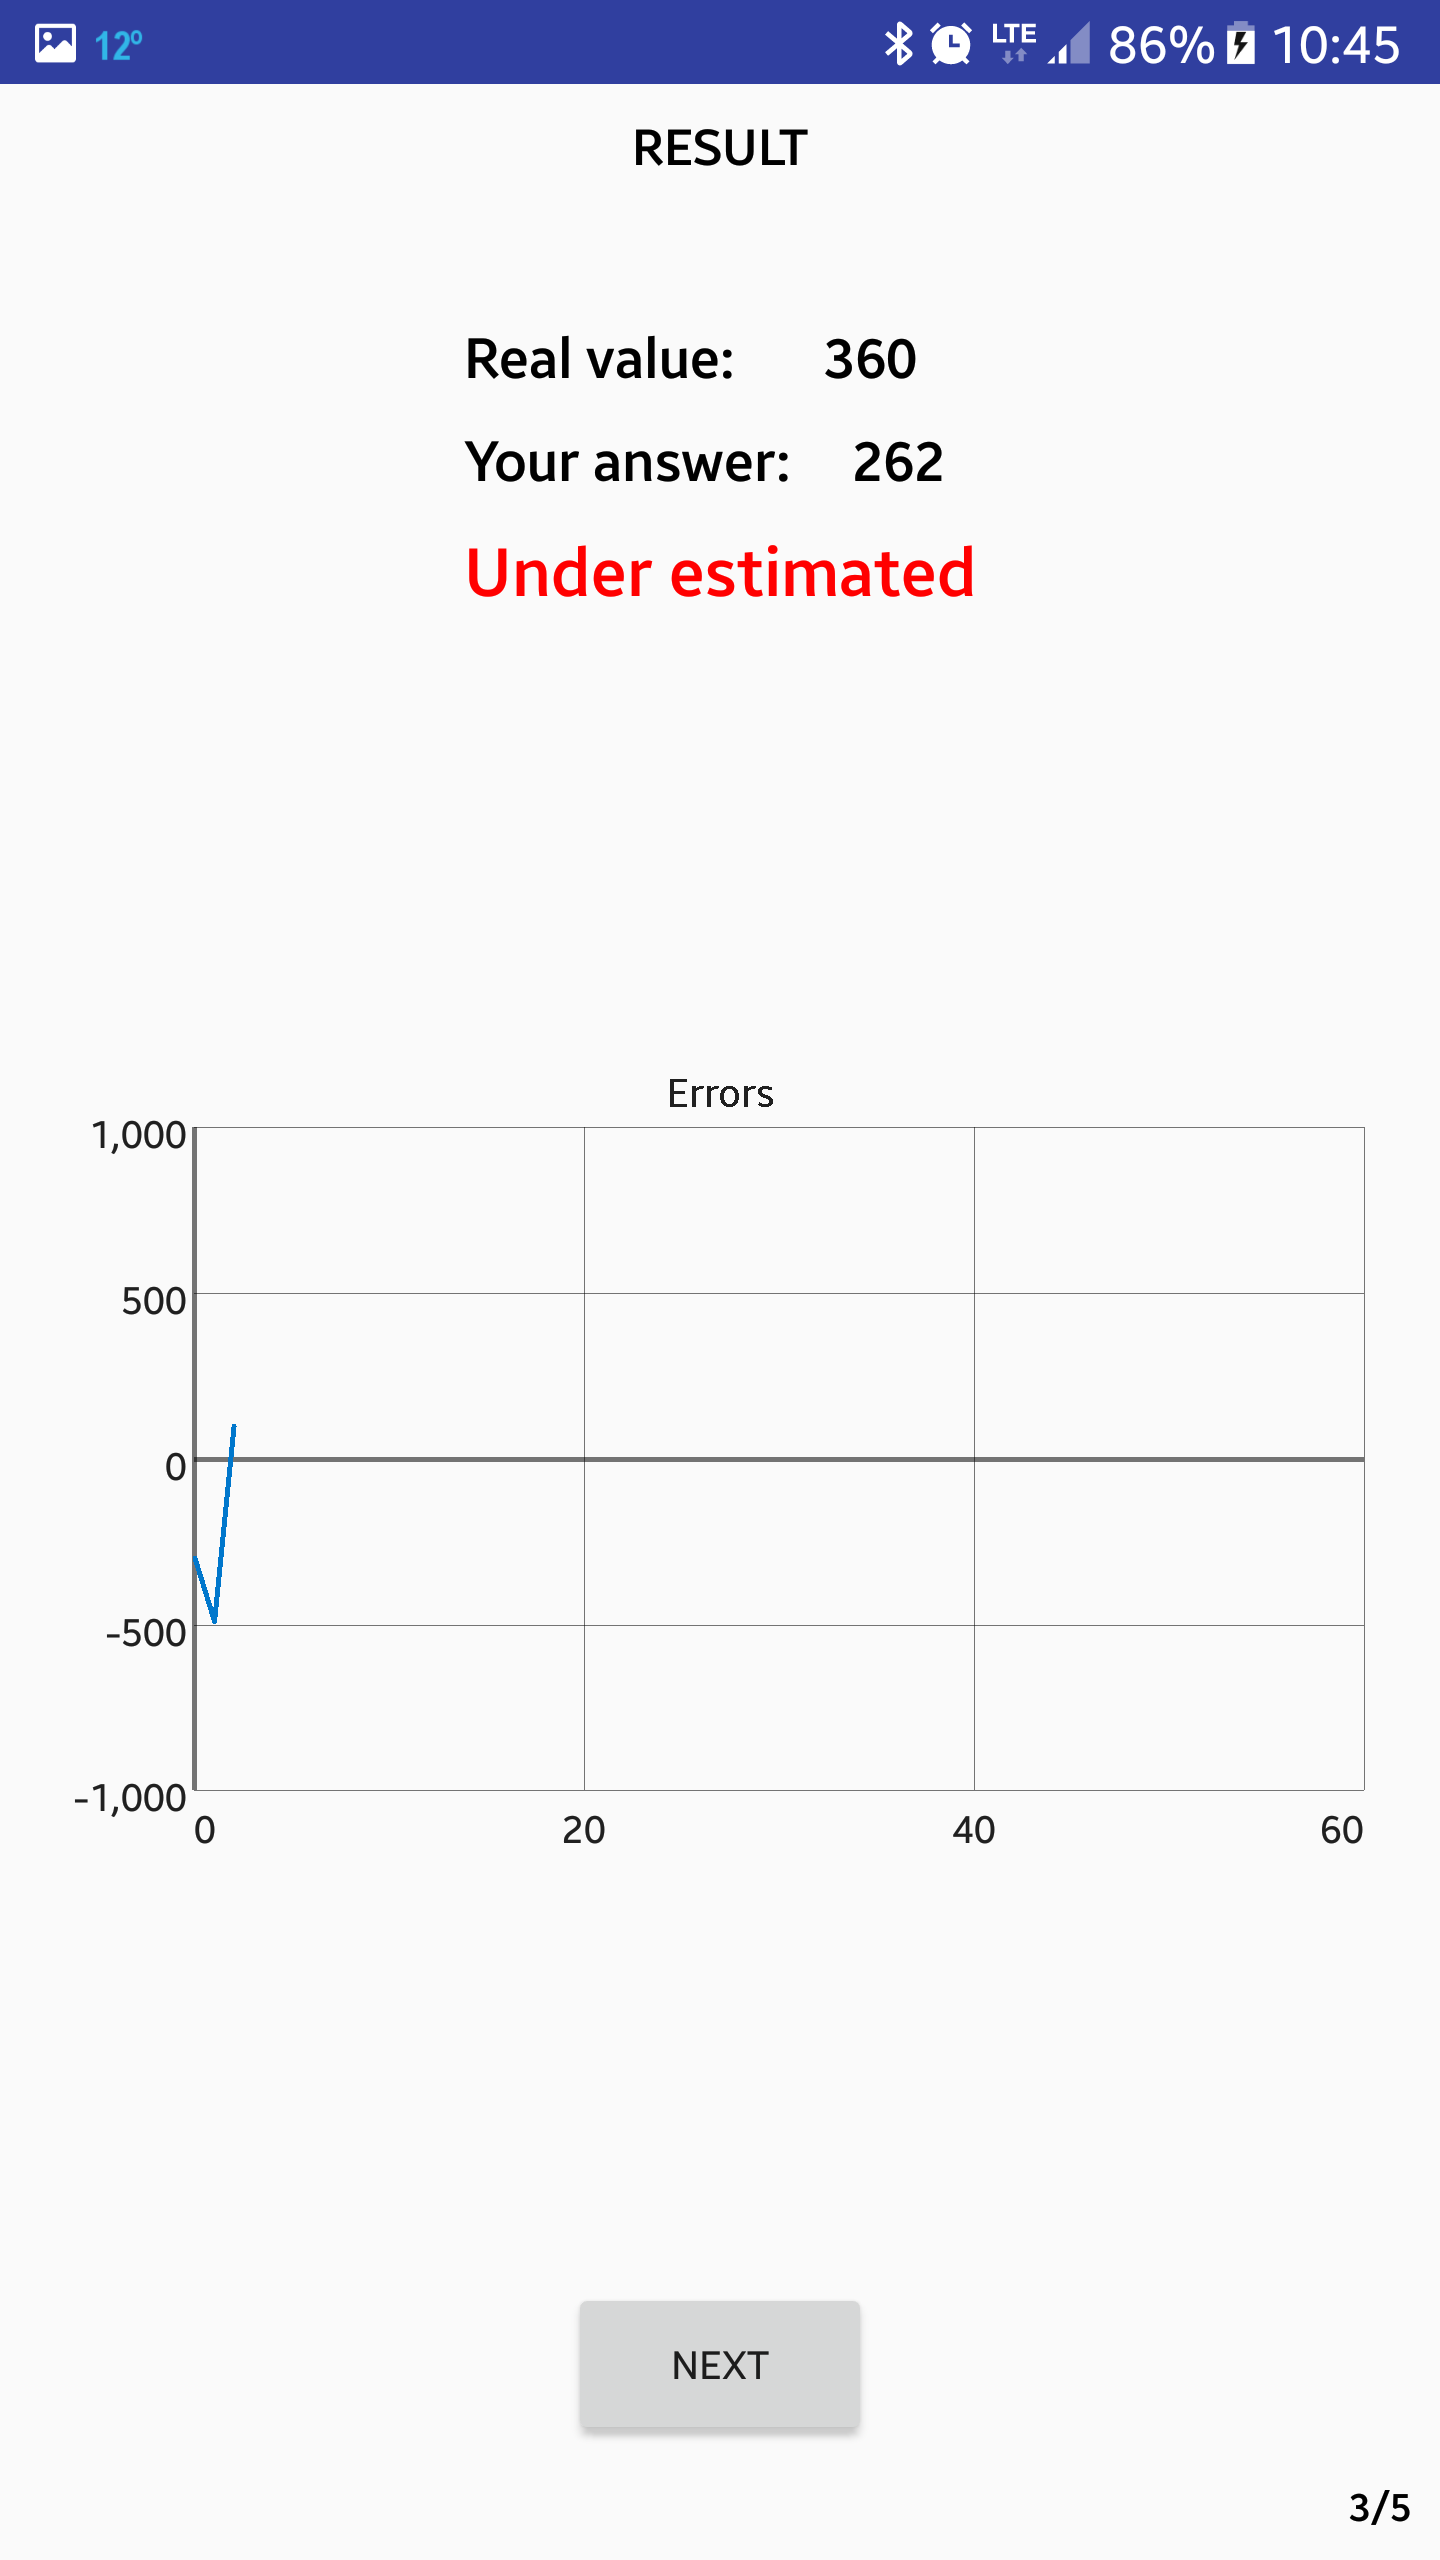 12° LTE 86% 10:45
RESULT
Real value: 360
Your answer: 262
Under estimated
Errors
1,000
500
0
-500
-1,000
0 20 40 60
NEXT
3/5